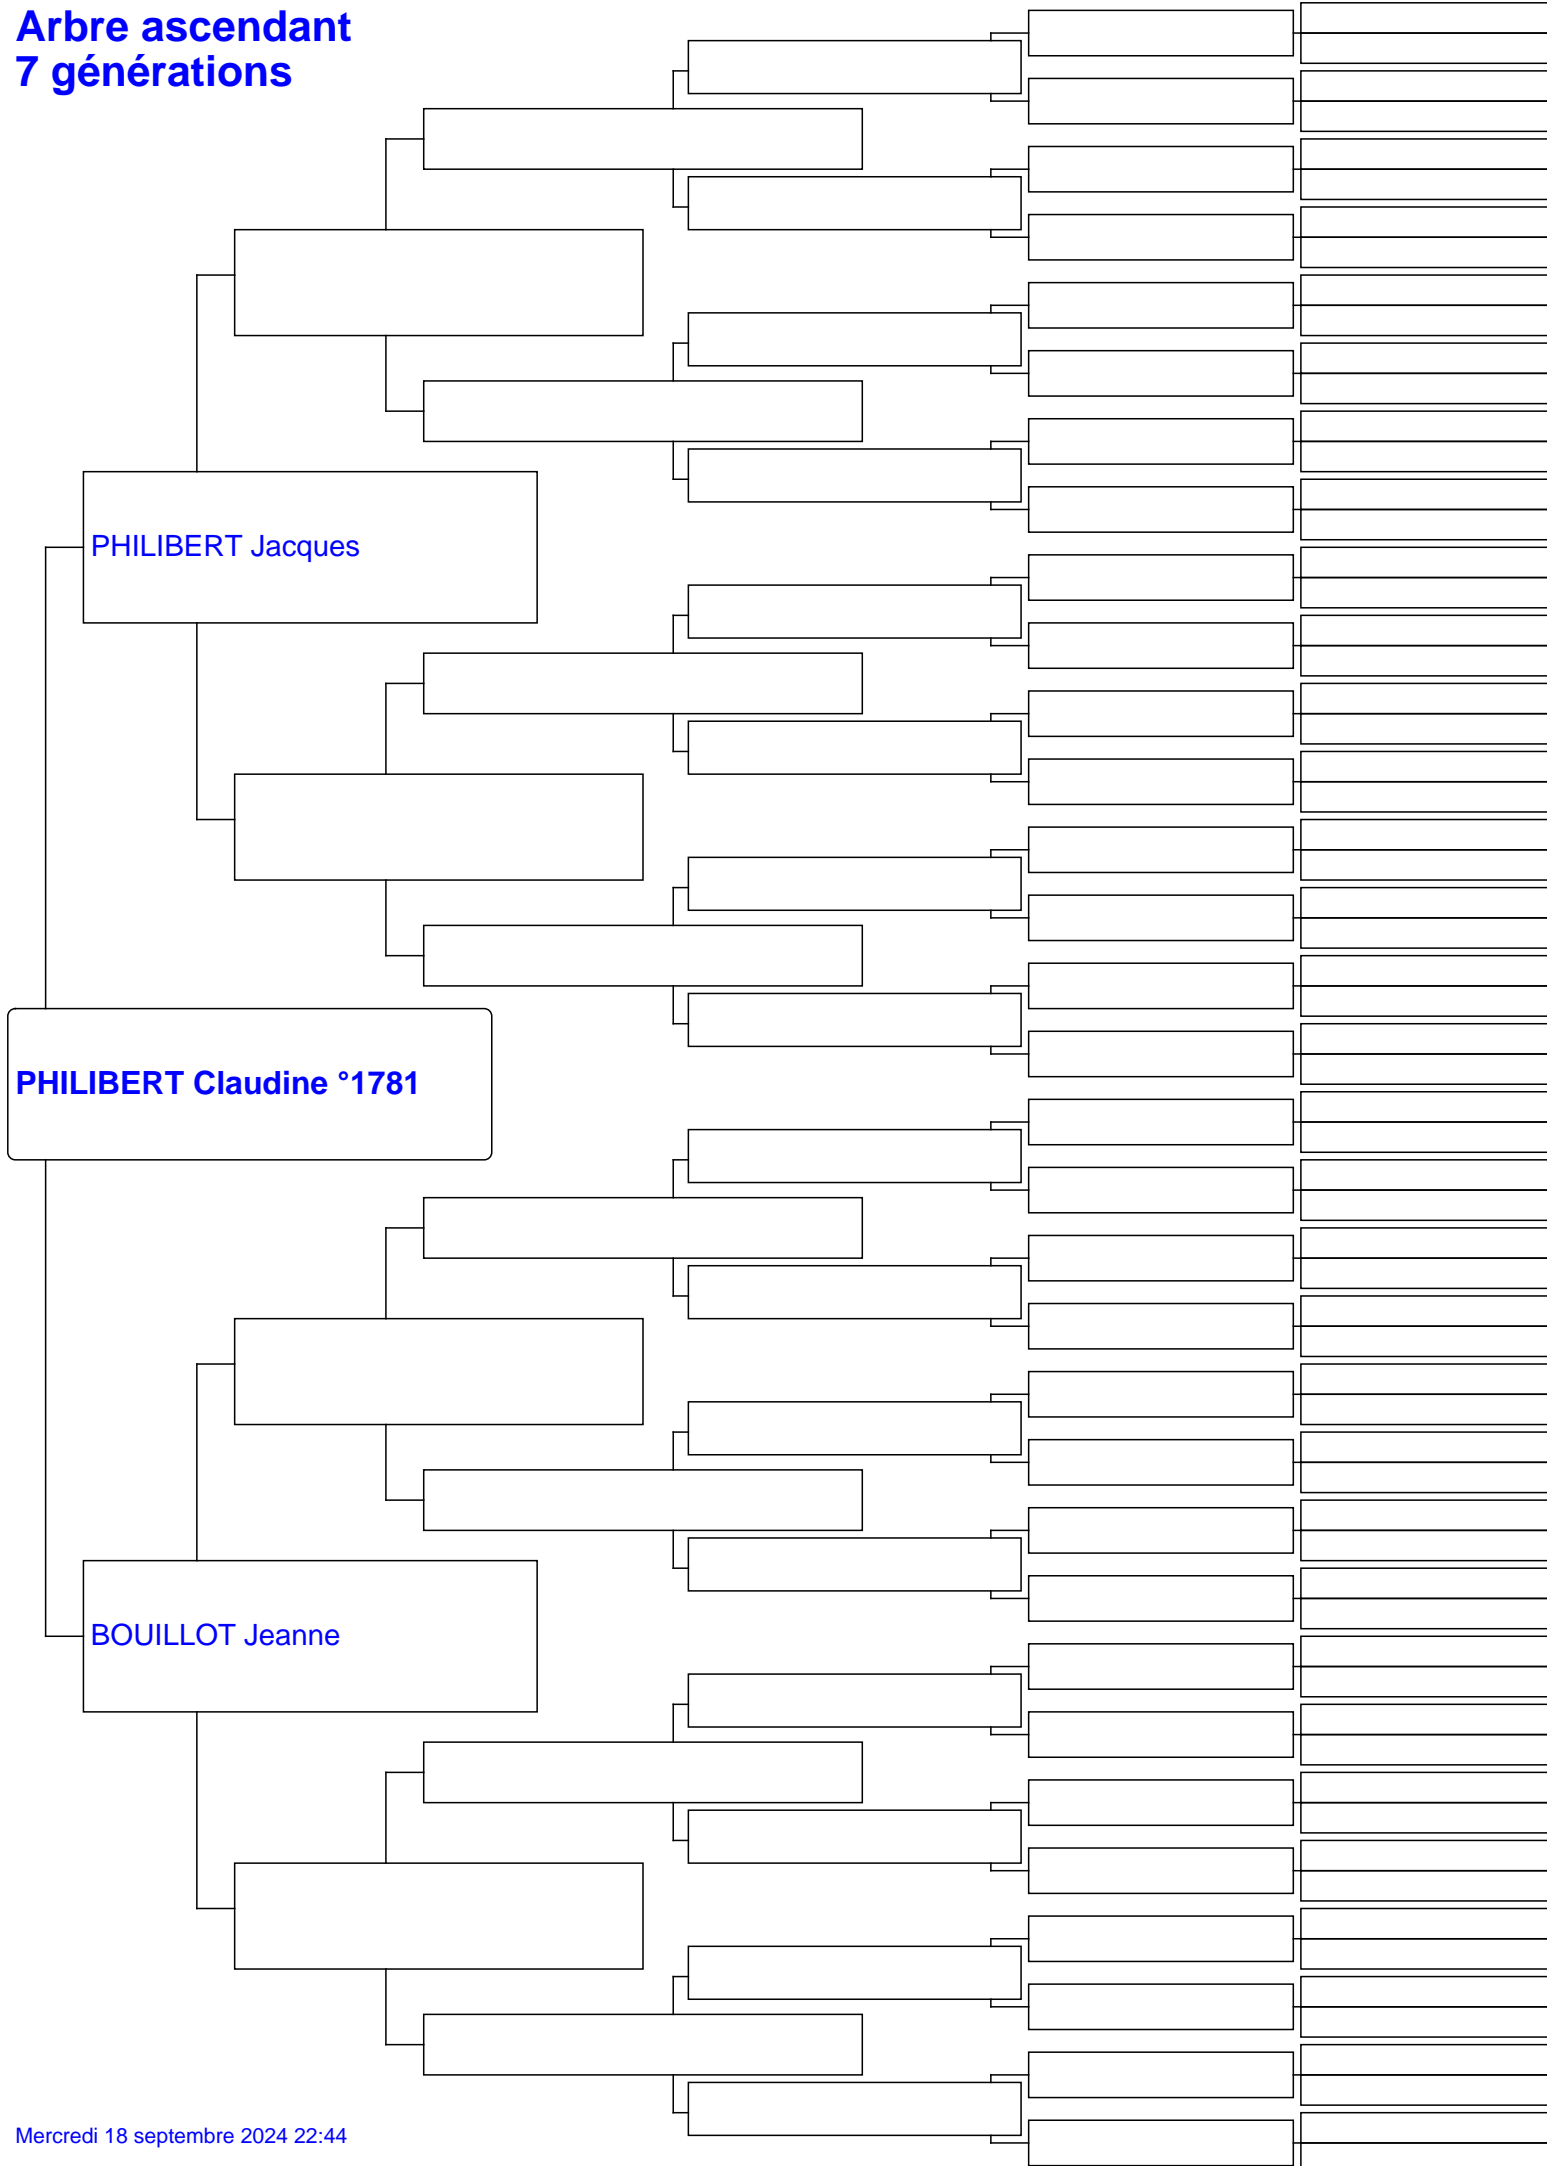 Arbre ascendant
7 générations
PHILIBERT Jacques
PHILIBERT Claudine °1781
BOUILLOT Jeanne
Mercredi 18 septembre 2024 22:44